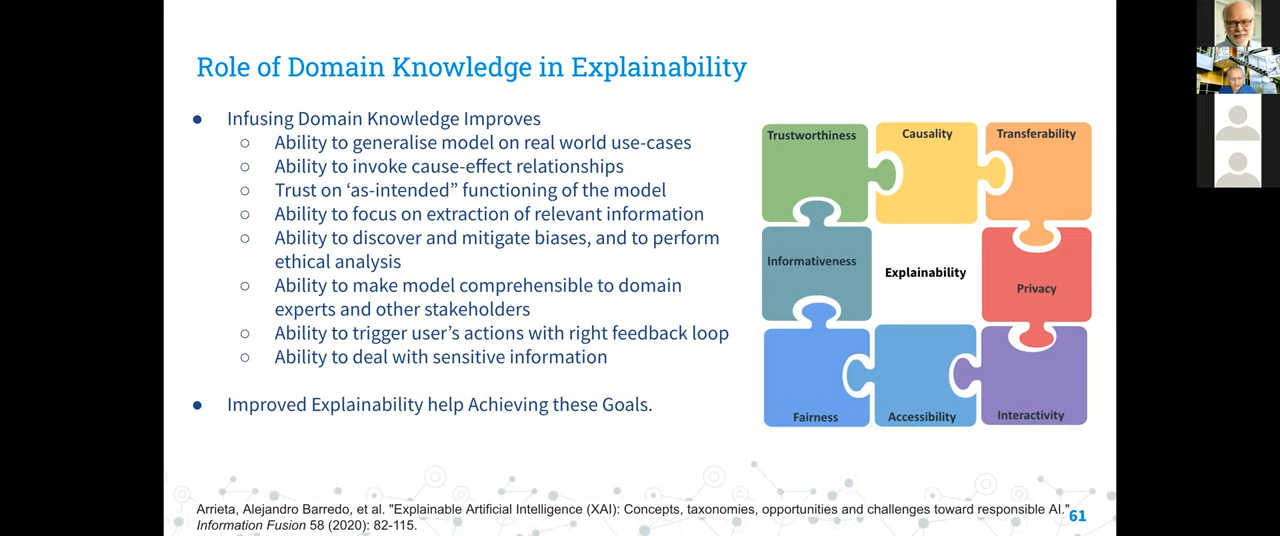 Role of Domain Knowledge in Explainability
● Infusing Domain Knowledge Improves
○ Ability to generalise model on real world use-cases
○ Ability to invoke cause-effect relationships
○ Trust on ‘as-intended” functioning of the model
○ Ability to focus on extraction of relevant information
○ Ability to discover and mitigate biases, and to perform
ethical analysis
○ Ability to make model comprehensible to domain
experts and other stakeholders
○ Ability to trigger user’s actions with right feedback loop
○ Ability to deal with sensitive information
● Improved Explainability help Achieving these Goals.
Trustworthiness
Causality
Transferability
Informativeness
Explainability
Privacy
Fairness
Accessibility
Interactivity
Arrieta, Alejandro Barredo, et al. "Explainable Artificial Intelligence (XAI): Concepts, taxonomies, opportunities and challenges toward responsible AI."
Information Fusion 58 (2020): 82-115.
61